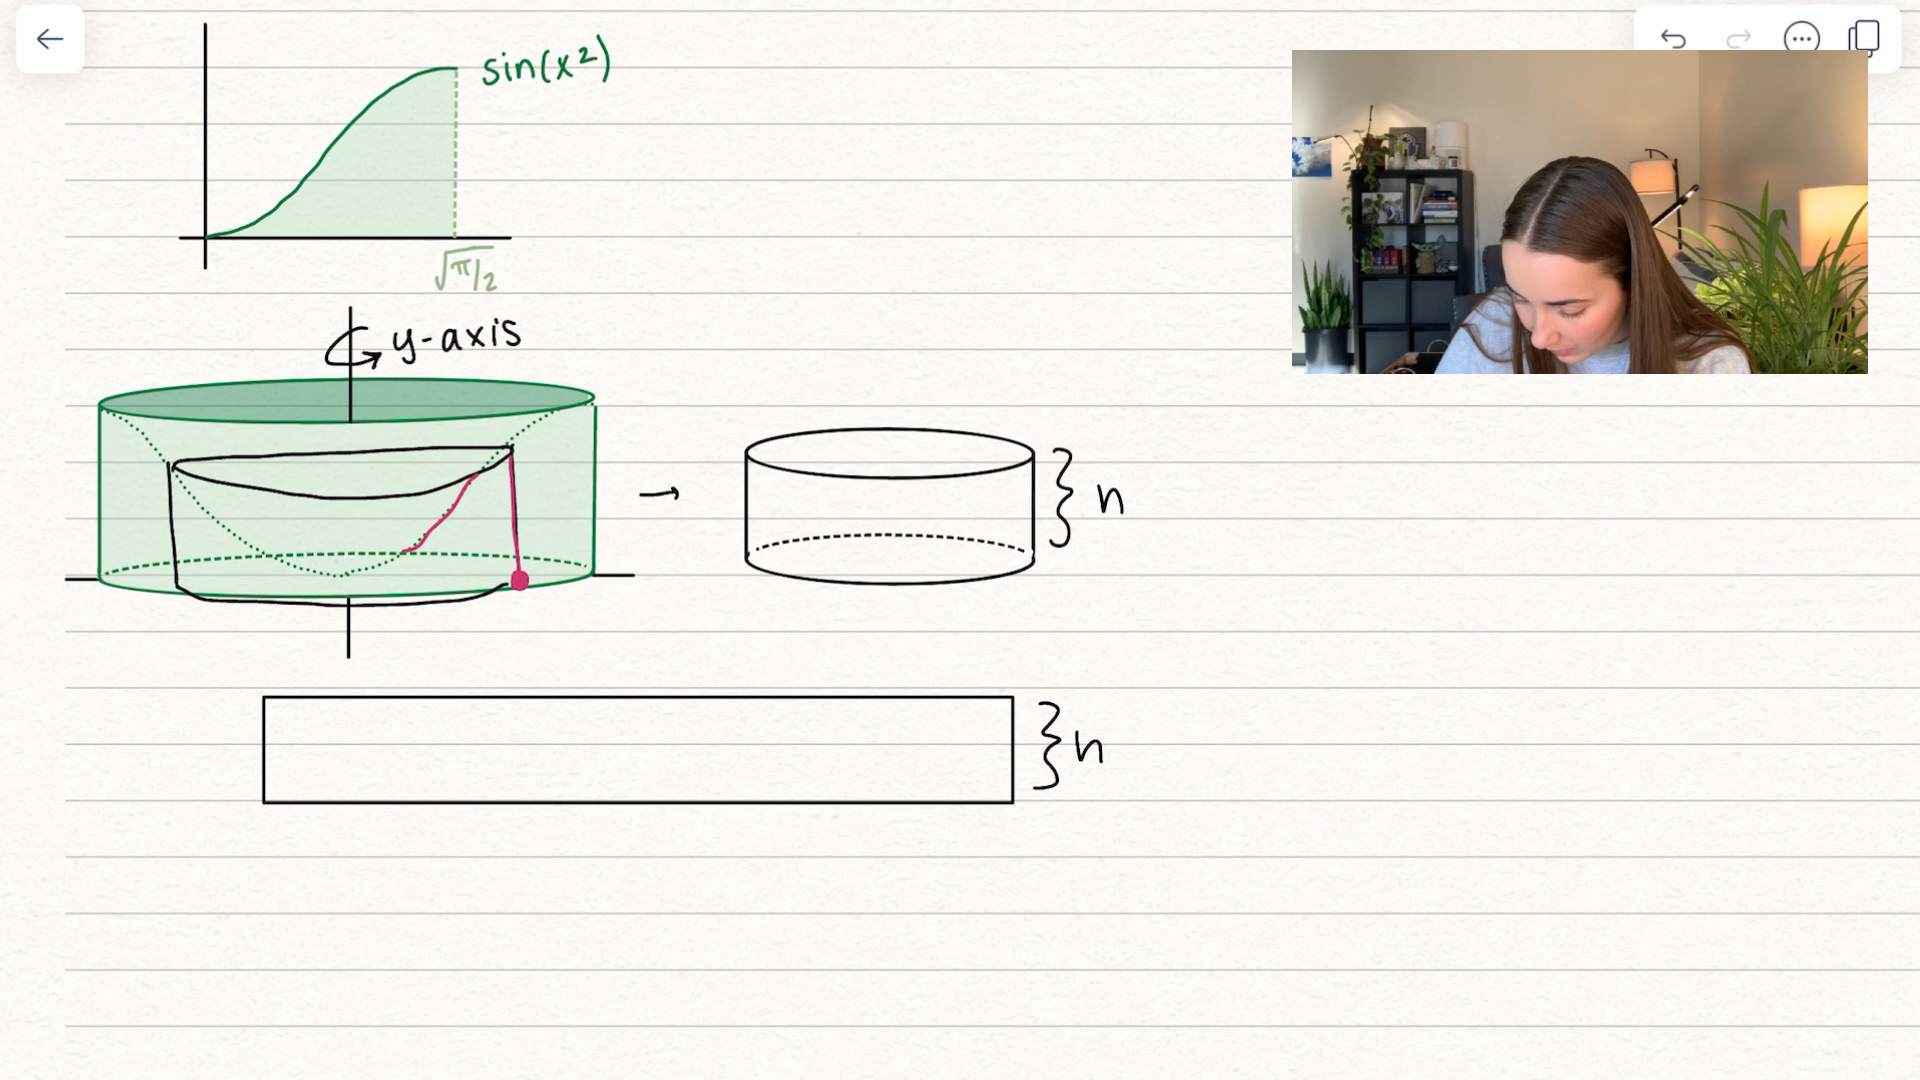 sin(x²)
√π/2
y-axis
h
h